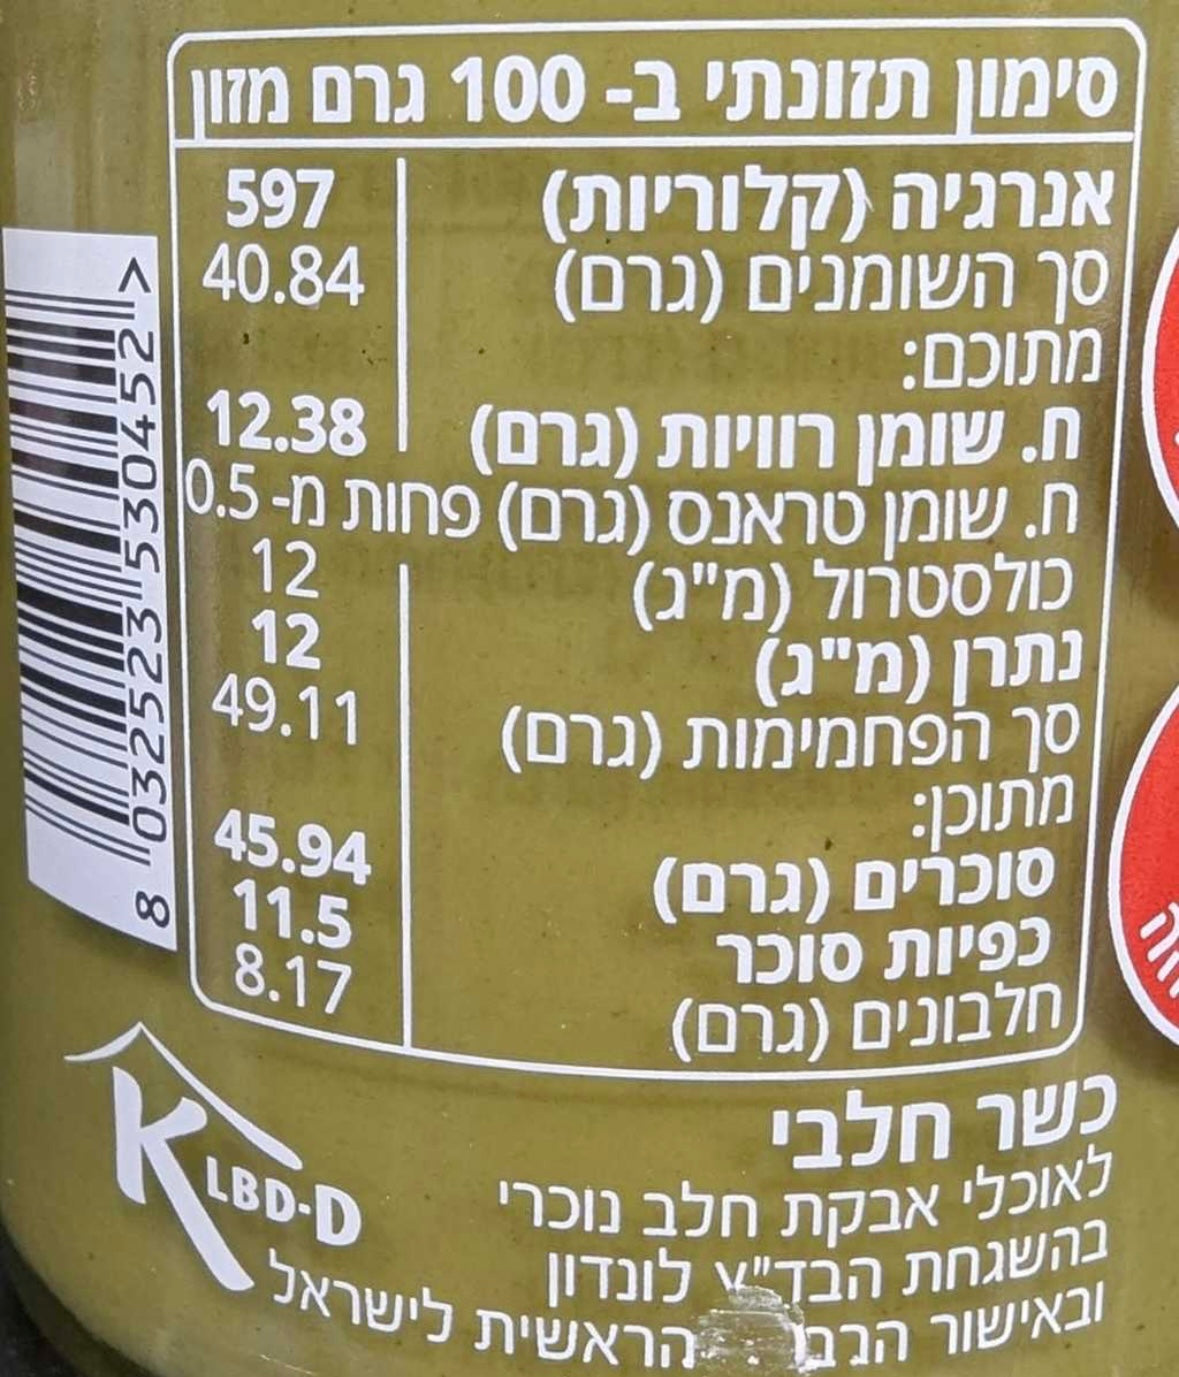 סימון תזונתי ב- 100 גרם מזון
אנרגיה (קלוריות) 597
סך השומנים (גרם) 40.84
מתוכם:
ח. שומן רוויות (גרם) 12.38
ח. שומן טראנס (גרם) פחות מ- 0.5
כולסטרול (מ"ג) 12
נתרן (מ"ג) 12
סך הפחמימות (גרם) 49.11
מתוכן:
סוכרים (גרם) 45.94
כפיות סוכר 11.5
חלבונים (גרם) 8.17
כשר חלבי
לאוכלי אבקת חלב נוכרי
בהשגחת הבד"ץ לונדון
ובאישור הרב הראשית לישראל
K LBD-D
8 032523 530452 >